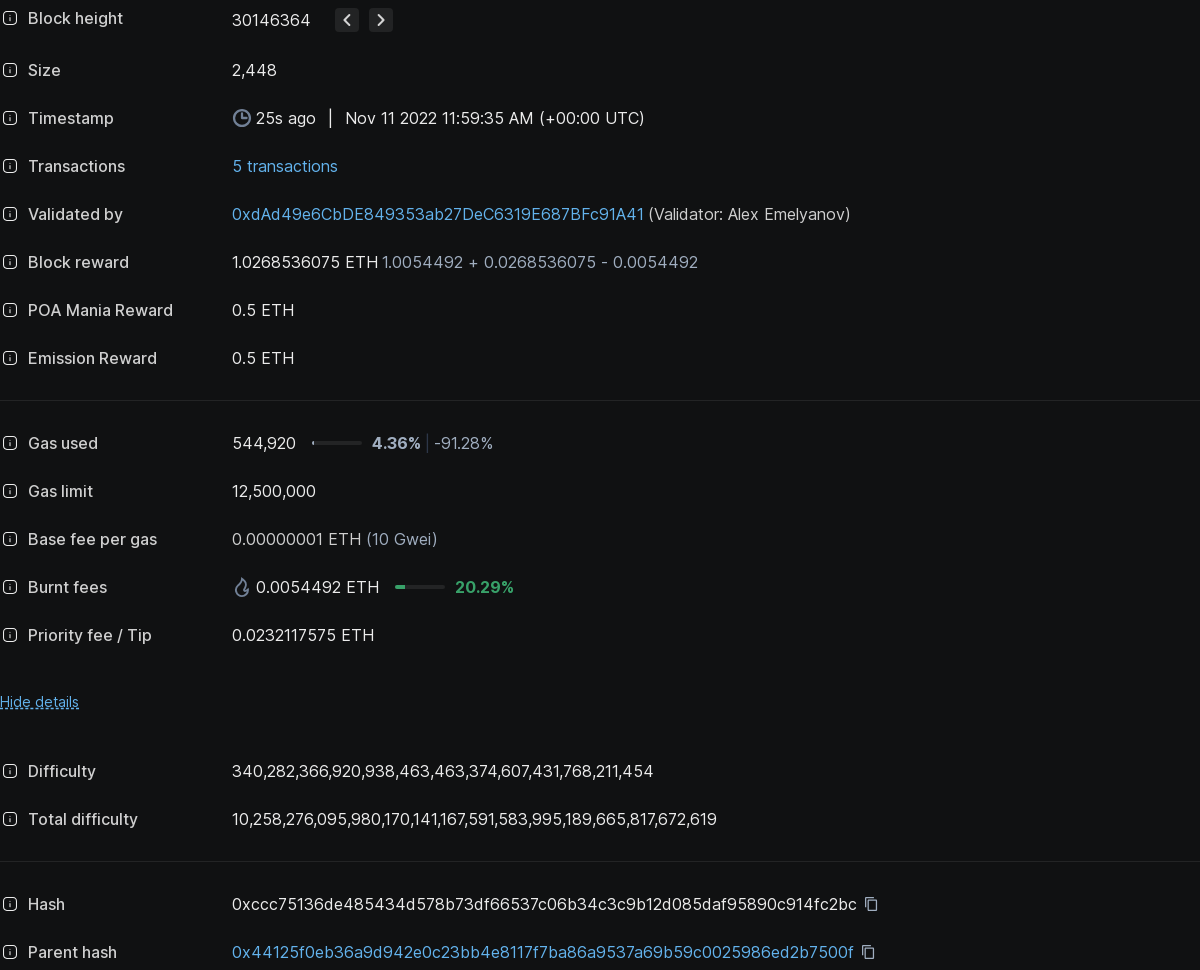 Block height 30146364
Size 2,448
Timestamp 25s ago | Nov 11 2022 11:59:35 AM (+00:00 UTC)
Transactions 5 transactions
Validated by 0xdAd49e6CbDE849353ab27DeC6319E687BFc91A41 (Validator: Alex Emelyanov)
Block reward 1.0268536075 ETH 1.0054492 + 0.0268536075 - 0.0054492
POA Mania Reward 0.5 ETH
Emission Reward 0.5 ETH
Gas used 544,920 4.36% -91.28%
Gas limit 12,500,000
Base fee per gas 0.00000001 ETH (10 Gwei)
Burnt fees 0.0054492 ETH 20.29%
Priority fee / Tip 0.0232117575 ETH
Hide details
Difficulty 340,282,366,920,938,463,463,374,607,431,768,211,454
Total difficulty 10,258,276,095,980,170,141,167,591,583,995,189,665,817,672,619
Hash 0xccc75136de485434d578b73df66537c06b34c3c9b12d085daf95890c914fc2bc
Parent hash 0x44125f0eb36a9d942e0c23bb4e8117f7ba86a9537a69b59c0025986ed2b7500f